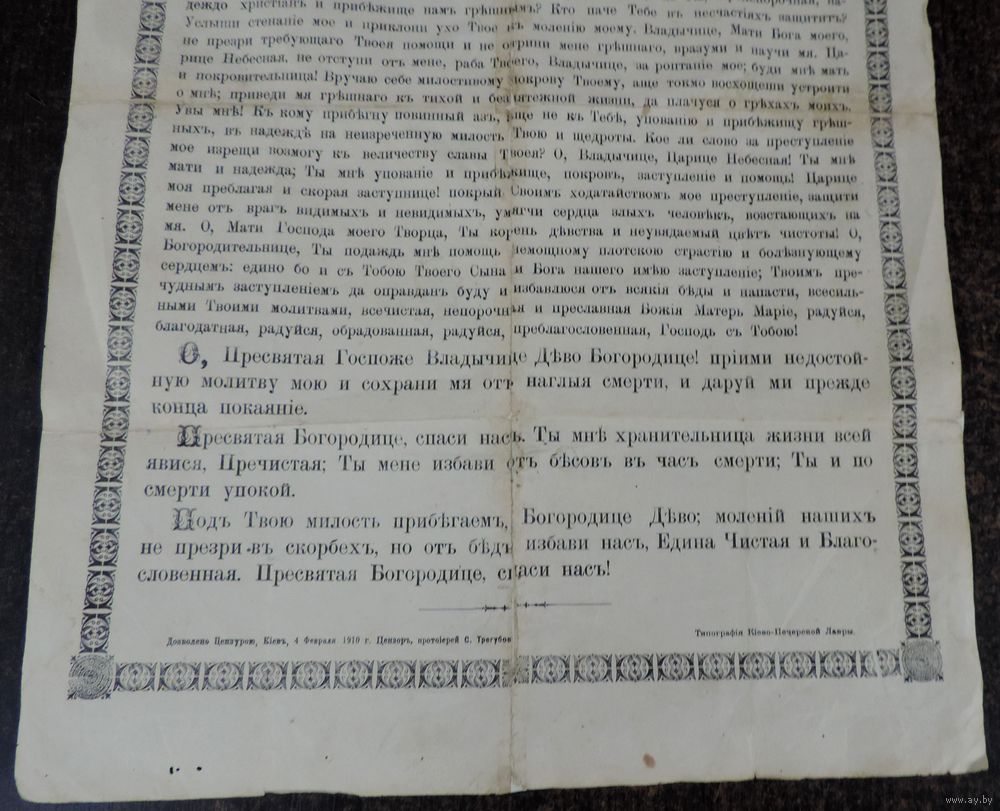 деждо христіанъ и прибѣжище намъ грѣшнымъ? Кто паче Тебе въ несчастіяхъ защититъ?
Услыши стенаніе мое и приклони ухо Твое къ моленію моему. Владычице, Мати Бога моего,
не презри требующаго Твоея помощи и не отрини мене грѣшнаго, вразуми и научи мя. Ца-
рице Небесная, не отступи отъ мене, раба Твоего, Владычице, за роптаніе мое; буди мнѣ мать
и покровительница! Вручаю себе милостивому покрову Твоему, аще токмо восхощеши устроити
о мнѣ; приведи мя грѣшнаго къ тихой и безмятежной жизни, да плачуся о грѣхахъ моихъ.
Увы мнѣ! Къ кому прибѣгну повинный азъ, аще не къ Тебѣ, упованію и прибѣжищу грѣш-
ныхъ, въ надеждѣ на неизреченную милость Твою и щедроты. Кое ли слово за преступленіе
мое изрещи возмогу къ величеству славы Твоея? О, Владычице, Царице Небесная! Ты мнѣ
мати и надежда; Ты мнѣ упованіе и прибѣжище, покровъ, заступленіе и помощь! Царице
моя преблагая и скорая заступнице! покрый Своимъ ходатайствомъ мое преступленіе, защити
мене отъ врагъ видимыхъ и невидимыхъ, умягчи сердца злыхъ человѣкъ, возстающихъ на
мя. О, Мати Господа моего Творца, Ты корень дѣвства и неувядаемый цвѣтъ чистоты! О,
Богородительнице, Ты подаждь мнѣ помощь немощному плотскою страстію и болѣзнующему
сердцемъ: едино бо и съ Тобою Твоего Сына и Бога нашего имѣю заступленіе; Твоимъ пре-
чуднымъ заступленіемъ да оправданъ буду и избавлюся отъ всякія бѣды и напасти, всесиль-
ными Твоими молитвами, всечистая, непорочная и преславная Божія Матерь Маріе, радуйся,
благодатная, радуйся, обрадованная, радуйся, преблагословенная, Господь съ Тобою!
О, Пресвятая Госпоже Владычице Дѣво Богородице! пріими недостой-
ную молитву мою и сохрани мя отъ наглыя смерти, и даруй ми прежде
конца покаяніе.
Пресвятая Богородице, спаси насъ. Ты мнѣ хранительница жизни всей
явися, Пречистая; Ты мене избави отъ бѣсовъ въ часъ смерти; Ты и по
смерти упокой.
Подъ Твою милость прибѣгаемъ, Богородице Дѣво; моленій нашихъ
не презри въ скорбехъ, но отъ бѣдъ избави насъ, Едина Чистая и Благо-
словенная. Пресвятая Богородице, спаси насъ!
Дозволено Цензурою, Кіевъ, 4 Февраля 1910 г. Цензоръ, протоіерей С. Трегубов
Типографія Кіево-Печерской Лавры.
www.ay.by